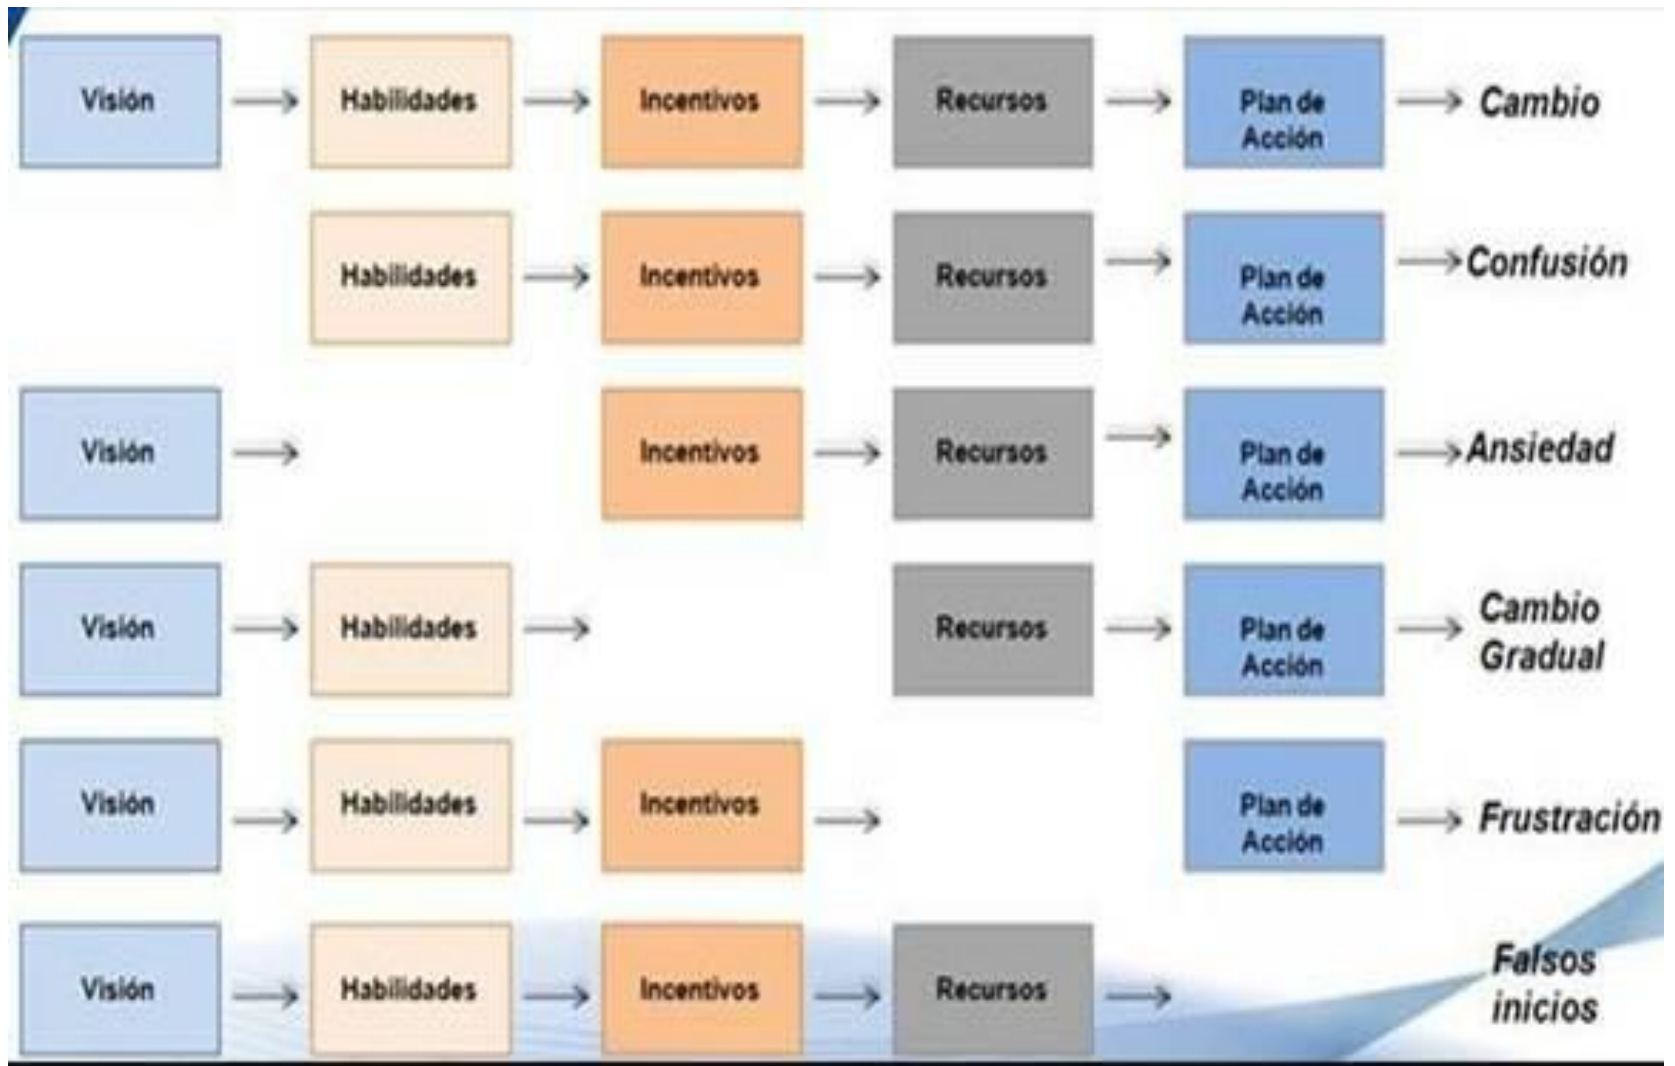 Visión
Habilidades
Incentivos
Recursos
Plan de
Acción
Cambio
Habilidades
Incentivos
Recursos
Plan de
Acción
Confusión
Visión
Incentivos
Recursos
Plan de
Acción
Ansiedad
Visión
Habilidades
Recursos
Plan de
Acción
Cambio
Gradual
Visión
Habilidades
Incentivos
Plan de
Acción
Frustración
Visión
Habilidades
Incentivos
Recursos
Falsos
inicios